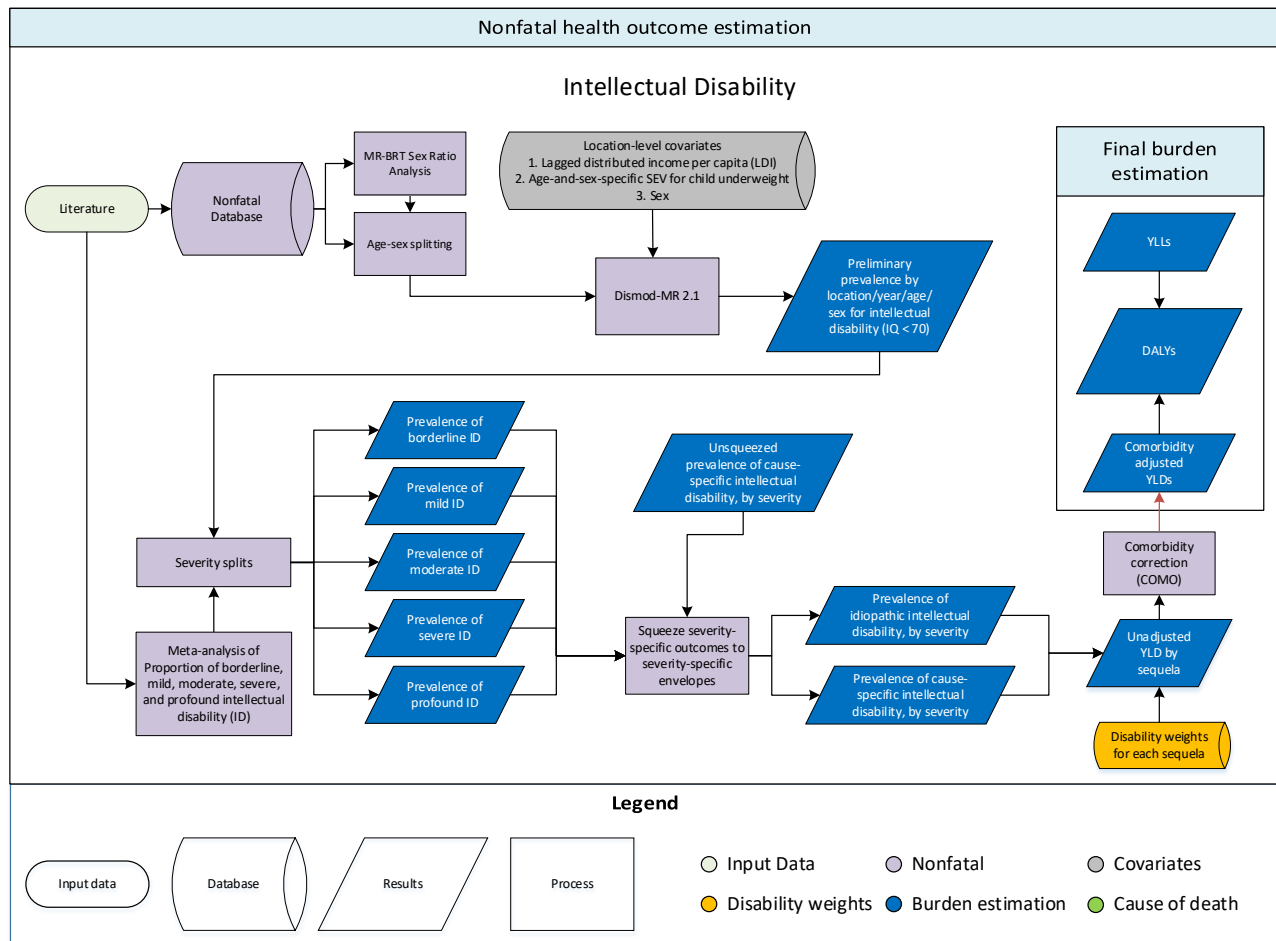 Nonfatal health outcome estimation
Intellectual Disability
Literature
Nonfatal
Database
MR-BRT Sex Ratio
Analysis
Age-sex splitting
Location-level covariates
1. Lagged distributed income per capita (LDI)
2. Age-and-sex-specific SEV for child underweight
3. Sex
Dismod-MR 2.1
Preliminary
prevalence by
location/year/age/
sex for intellectual
disability (IQ < 70)
Final burden
estimation
YLLs
DALYs
Comorbidity
adjusted
YLDs
Comorbidity
correction
(COMO)
Severity splits
Meta-analysis of
Proportion of borderline,
mild, moderate, severe,
and profound intellectual
disability (ID)
Prevalence of
borderline ID
Prevalence of
mild ID
Prevalence of
moderate ID
Prevalence of
severe ID
Prevalence of
profound ID
Unsqueezed
prevalence of cause-
specific intellectual
disability, by severity
Squeeze severity-
specific outcomes to
severity-specific
envelopes
Prevalence of
idiopathic intellectual
disability, by severity
Prevalence of cause-
specific intellectual
disability, by severity
Unadjusted
YLD by
sequela
Disability weights
for each sequela
Legend
Input data
Database
Results
Process
Input Data
Nonfatal
Covariates
Disability weights
Burden estimation
Cause of death